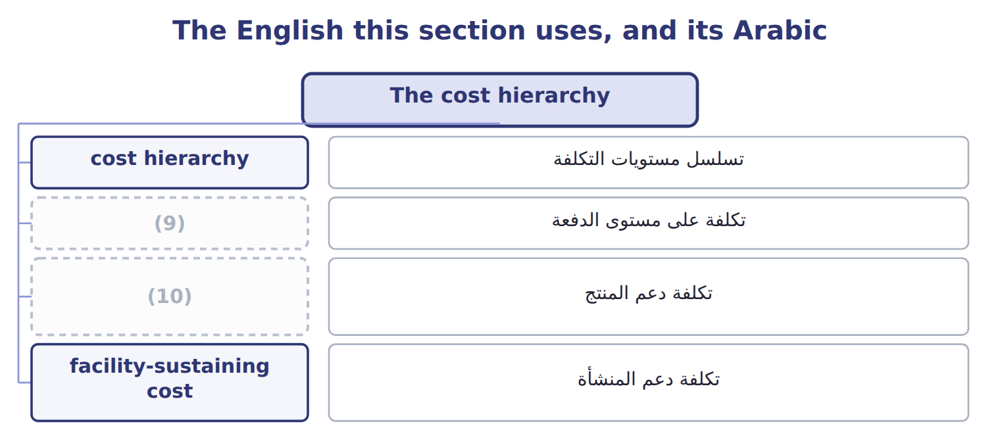 The English this section uses, and its Arabic
The cost hierarchy
cost hierarchy
تسلسل مستويات التكلفة
(9)
تكلفة على مستوى الدفعة
(10)
تكلفة دعم المنتج
facility-sustaining
cost
تكلفة دعم المنشأة